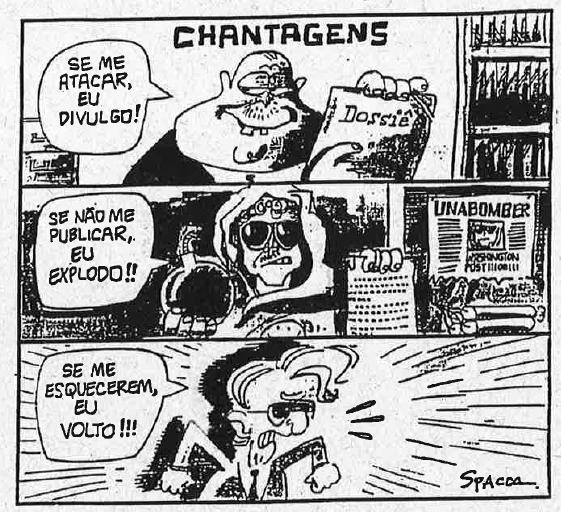 CHANTAGENS
SE ME
ATACAR,
EU
DIVULGO!
Dossiê
SE NÃO ME
PUBLICAR,
EU
EXPLODO!!
UNABOMBER
WASHINGTON
POST!!!!!!!
SE ME
ESQUECEREM,
EU
VOLTO!!!
SPACCA